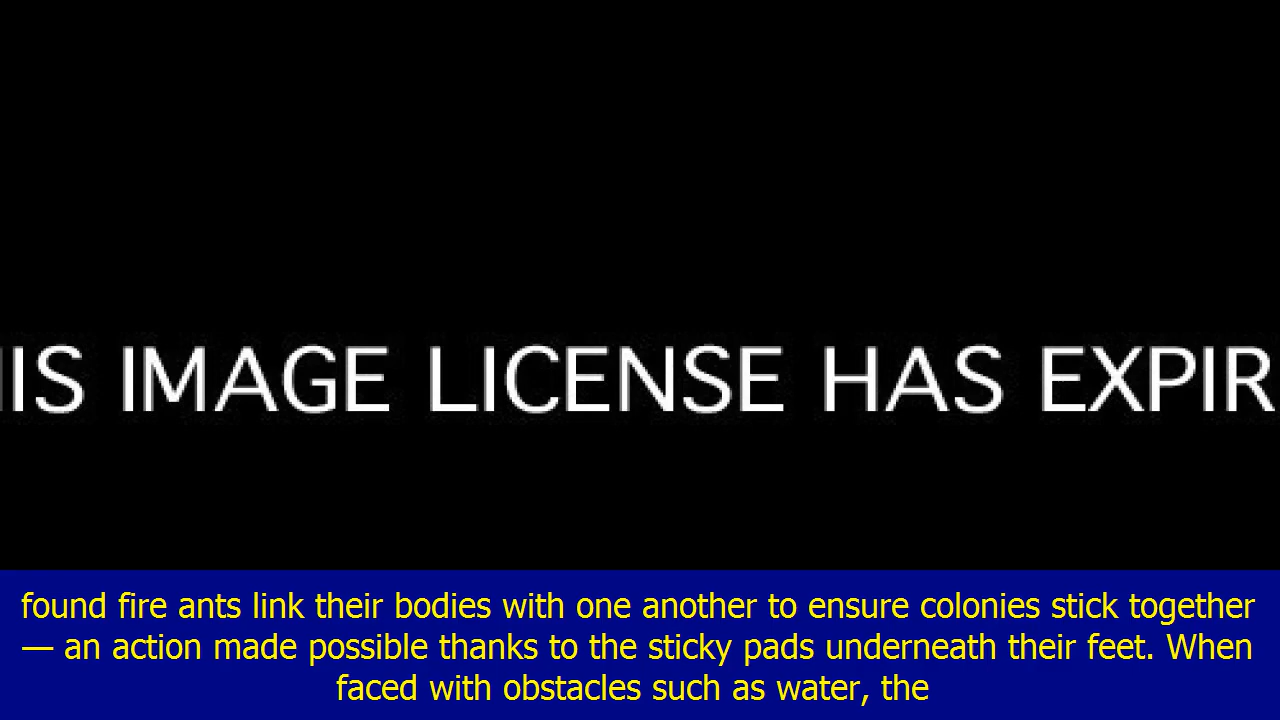 HIS IMAGE LICENSE HAS EXPIR
found fire ants link their bodies with one another to ensure colonies stick together
— an action made possible thanks to the sticky pads underneath their feet. When
faced with obstacles such as water, the